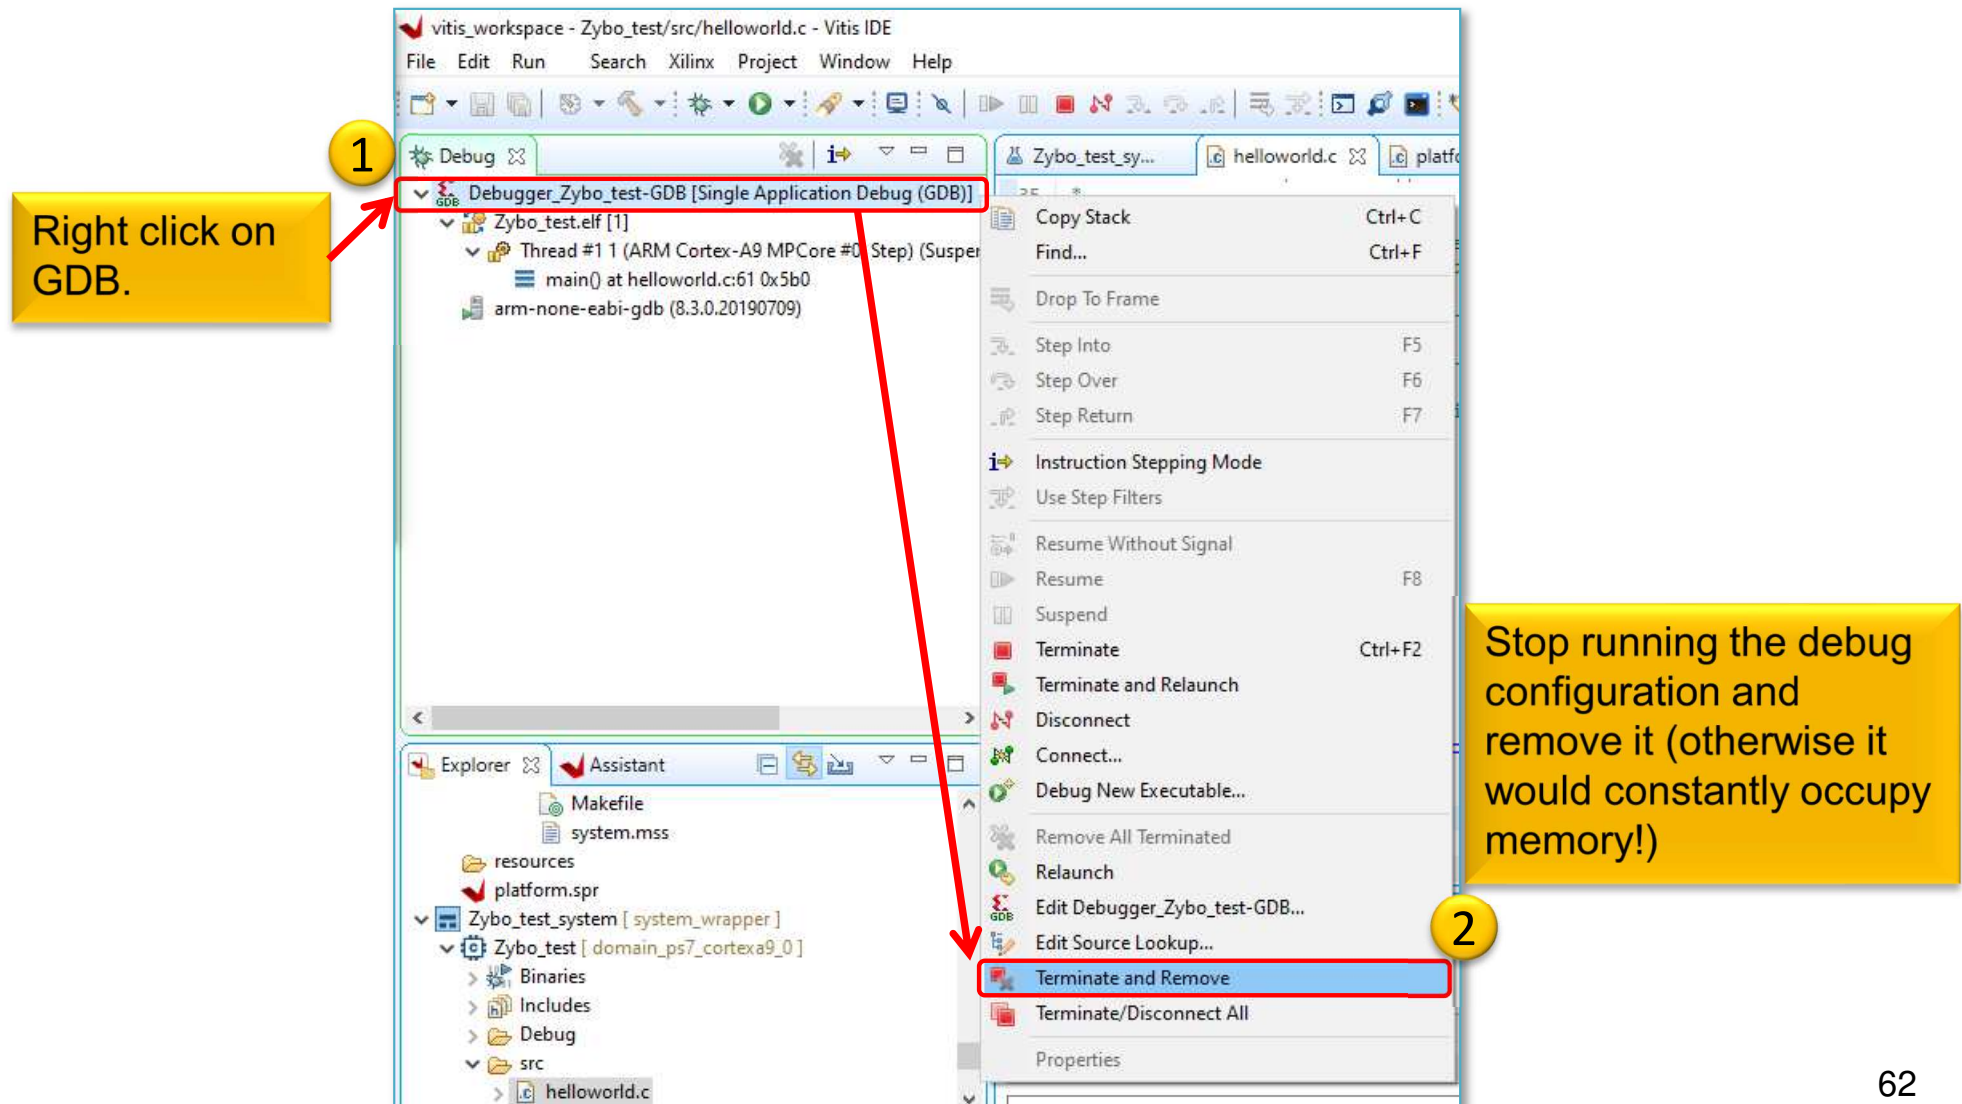 vitis_workspace - Zybo_test/src/helloworld.c - Vitis IDE
File Edit Run Search Xilinx Project Window Help
1
Debug
Zybo_test_sy...
helloworld.c
Right click on
GDB.
Debugger_Zybo_test-GDB [Single Application Debug (GDB)]
Zybo_test.elf [1]
Thread #1 1 (ARM Cortex-A9 MPCore #0 Step) (Susper
main() at helloworld.c:61 0x5b0
arm-none-eabi-gdb (8.3.0.20190709)
Copy Stack Ctrl+C
Find... Ctrl+F
Drop To Frame
Step Into F5
Step Over F6
Step Return F7
Instruction Stepping Mode
Use Step Filters
Resume Without Signal
Resume F8
Suspend
Terminate Ctrl+F2
Terminate and Relaunch
Disconnect
Connect...
Debug New Executable...
Remove All Terminated
Relaunch
Edit Debugger_Zybo_test-GDB...
Edit Source Lookup...
Terminate and Remove
Terminate/Disconnect All
Properties
Stop running the debug
configuration and
remove it (otherwise it
would constantly occupy
memory!)
2
Explorer
Assistant
Makefile
system.mss
resources
platform.spr
Zybo_test_system [ system_wrapper ]
Zybo_test [ domain_ps7_cortexa9_0 ]
Binaries
Includes
Debug
src
helloworld.c
62